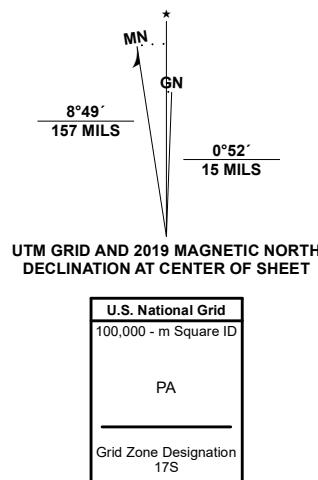 ★
MN
GN
8°49´
157 MILS
0°52´
15 MILS
UTM GRID AND 2019 MAGNETIC NORTH
DECLINATION AT CENTER OF SHEET
U.S. National Grid
100,000 - m Square ID
PA
Grid Zone Designation
17S